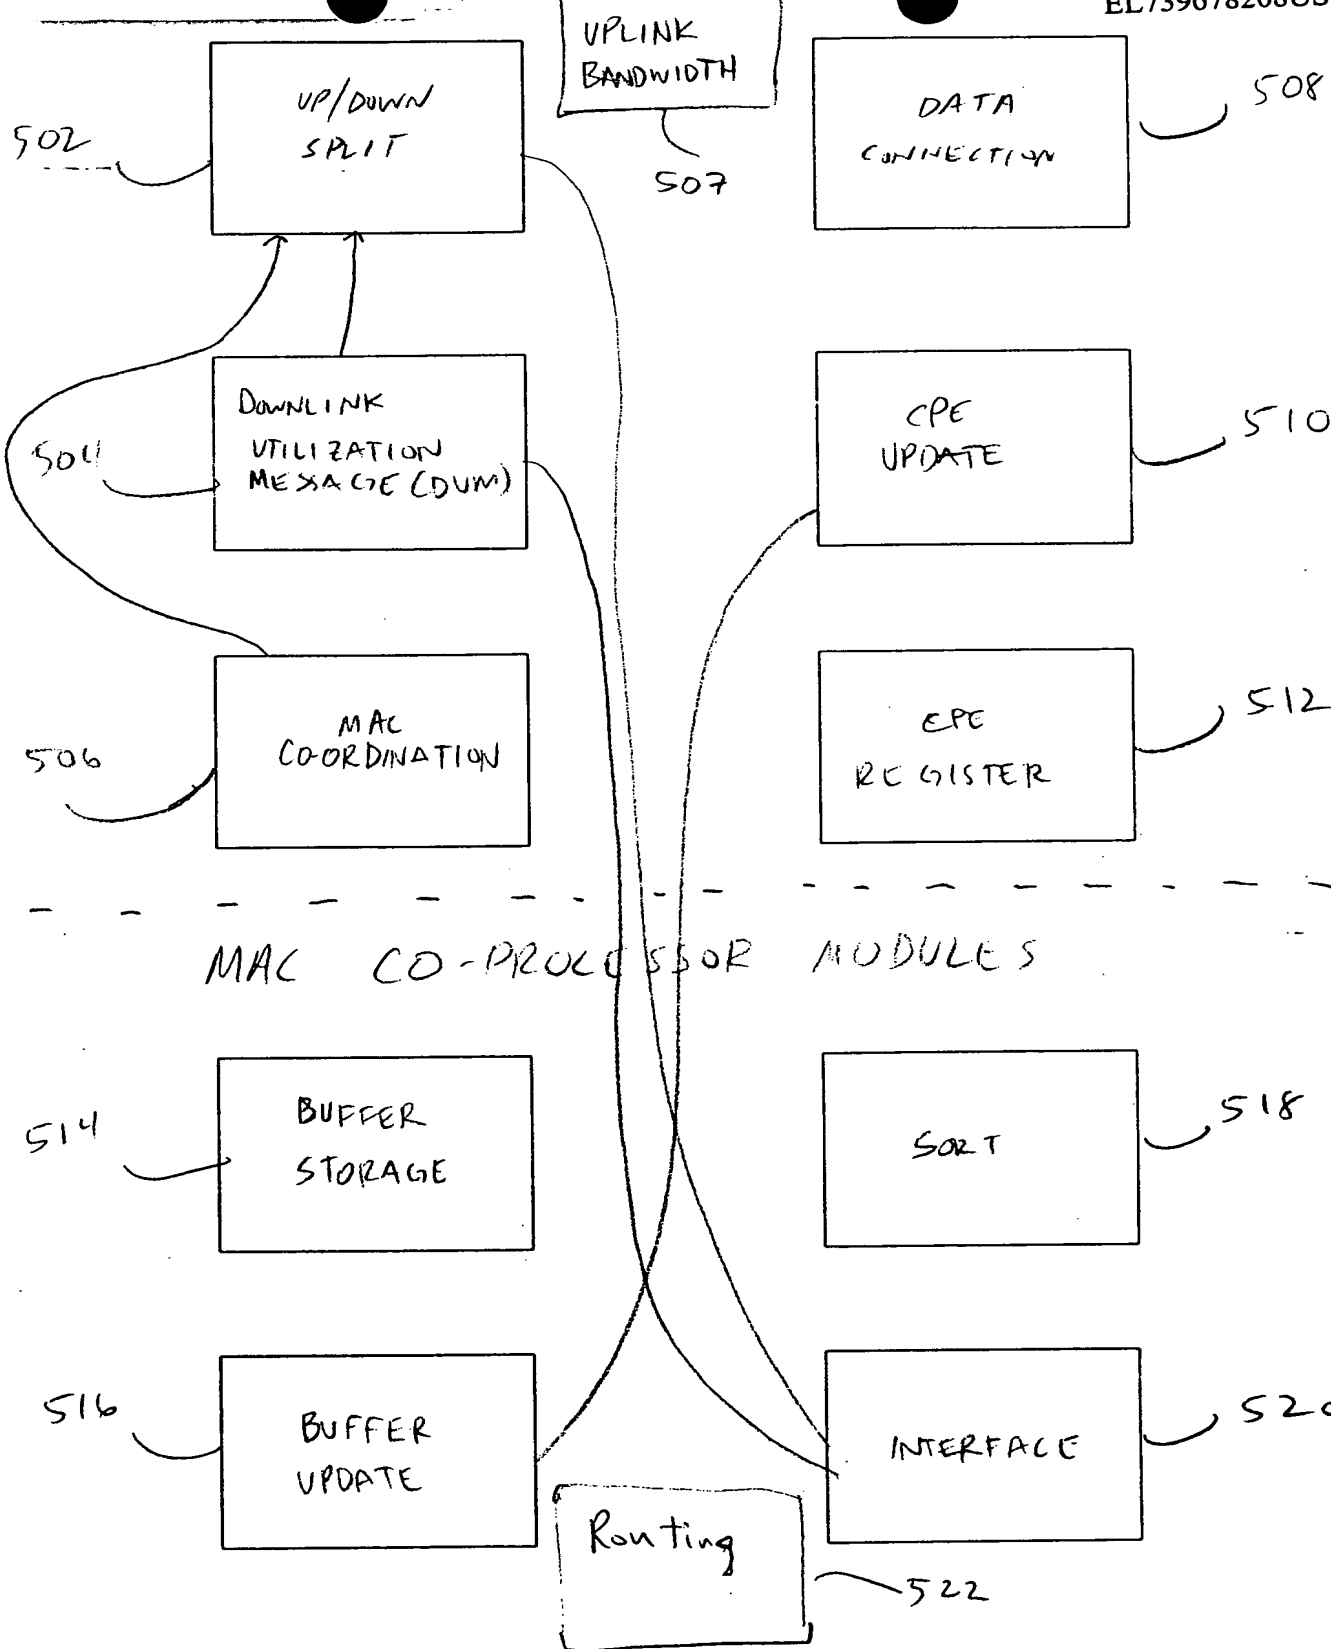 UPLINK
BANDWIDTH
507
UP/DOWN
SPLIT
502
DATA
CONNECTION
508
DOWNLINK
UTILIZATION
MESSAGE (DUM)
504
CPE
UPDATE
510
MAC
CO-ORDINATION
506
CPE
REGISTER
512
MAC CO-PROCESSOR MODULES
BUFFER
STORAGE
514
SORT
518
BUFFER
UPDATE
516
INTERFACE
520
Routing
522